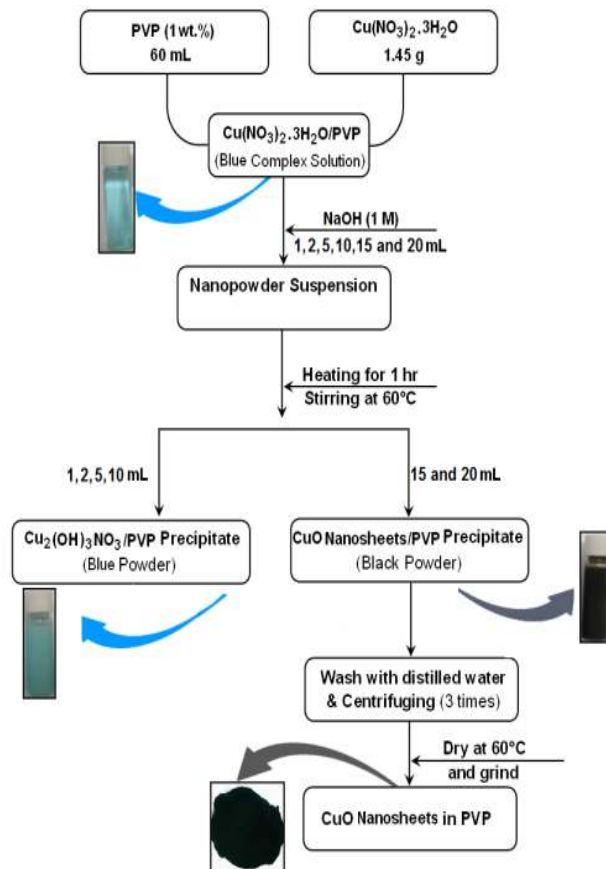 PVP (1 wt.%)
60 mL
Cu(NO₃)₂.3H₂O
1.45 g
Cu(NO₃)₂.3H₂O/PVP
(Blue Complex Solution)
NaOH (1 M)
1,2,5,10,15 and 20 mL
Nanopowder Suspension
Heating for 1 hr
Stirring at 60°C
1,2,5,10 mL
15 and 20 mL
Cu₂(OH)₃NO₃/PVP Precipitate
(Blue Powder)
CuO Nanosheets/PVP Precipitate
(Black Powder)
Wash with distilled water
& Centrifuging (3 times)
Dry at 60°C
and grind
CuO Nanosheets in PVP